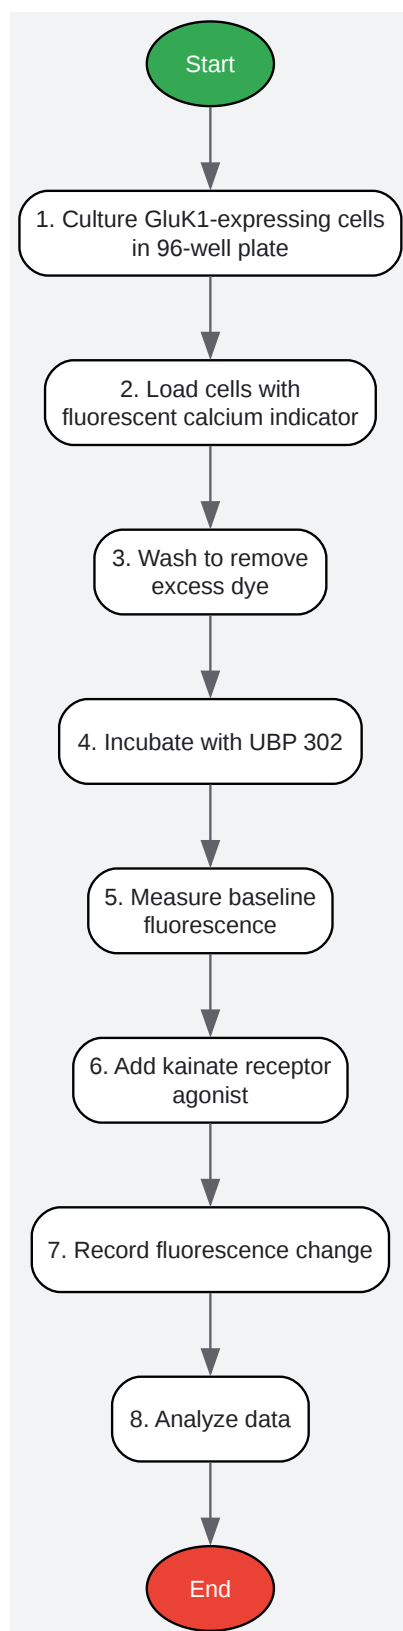 Start
1. Culture GluK1-expressing cells
in 96-well plate
2. Load cells with
fluorescent calcium indicator
3. Wash to remove
excess dye
4. Incubate with UBP 302
5. Measure baseline
fluorescence
6. Add kainate receptor
agonist
7. Record fluorescence change
8. Analyze data
End